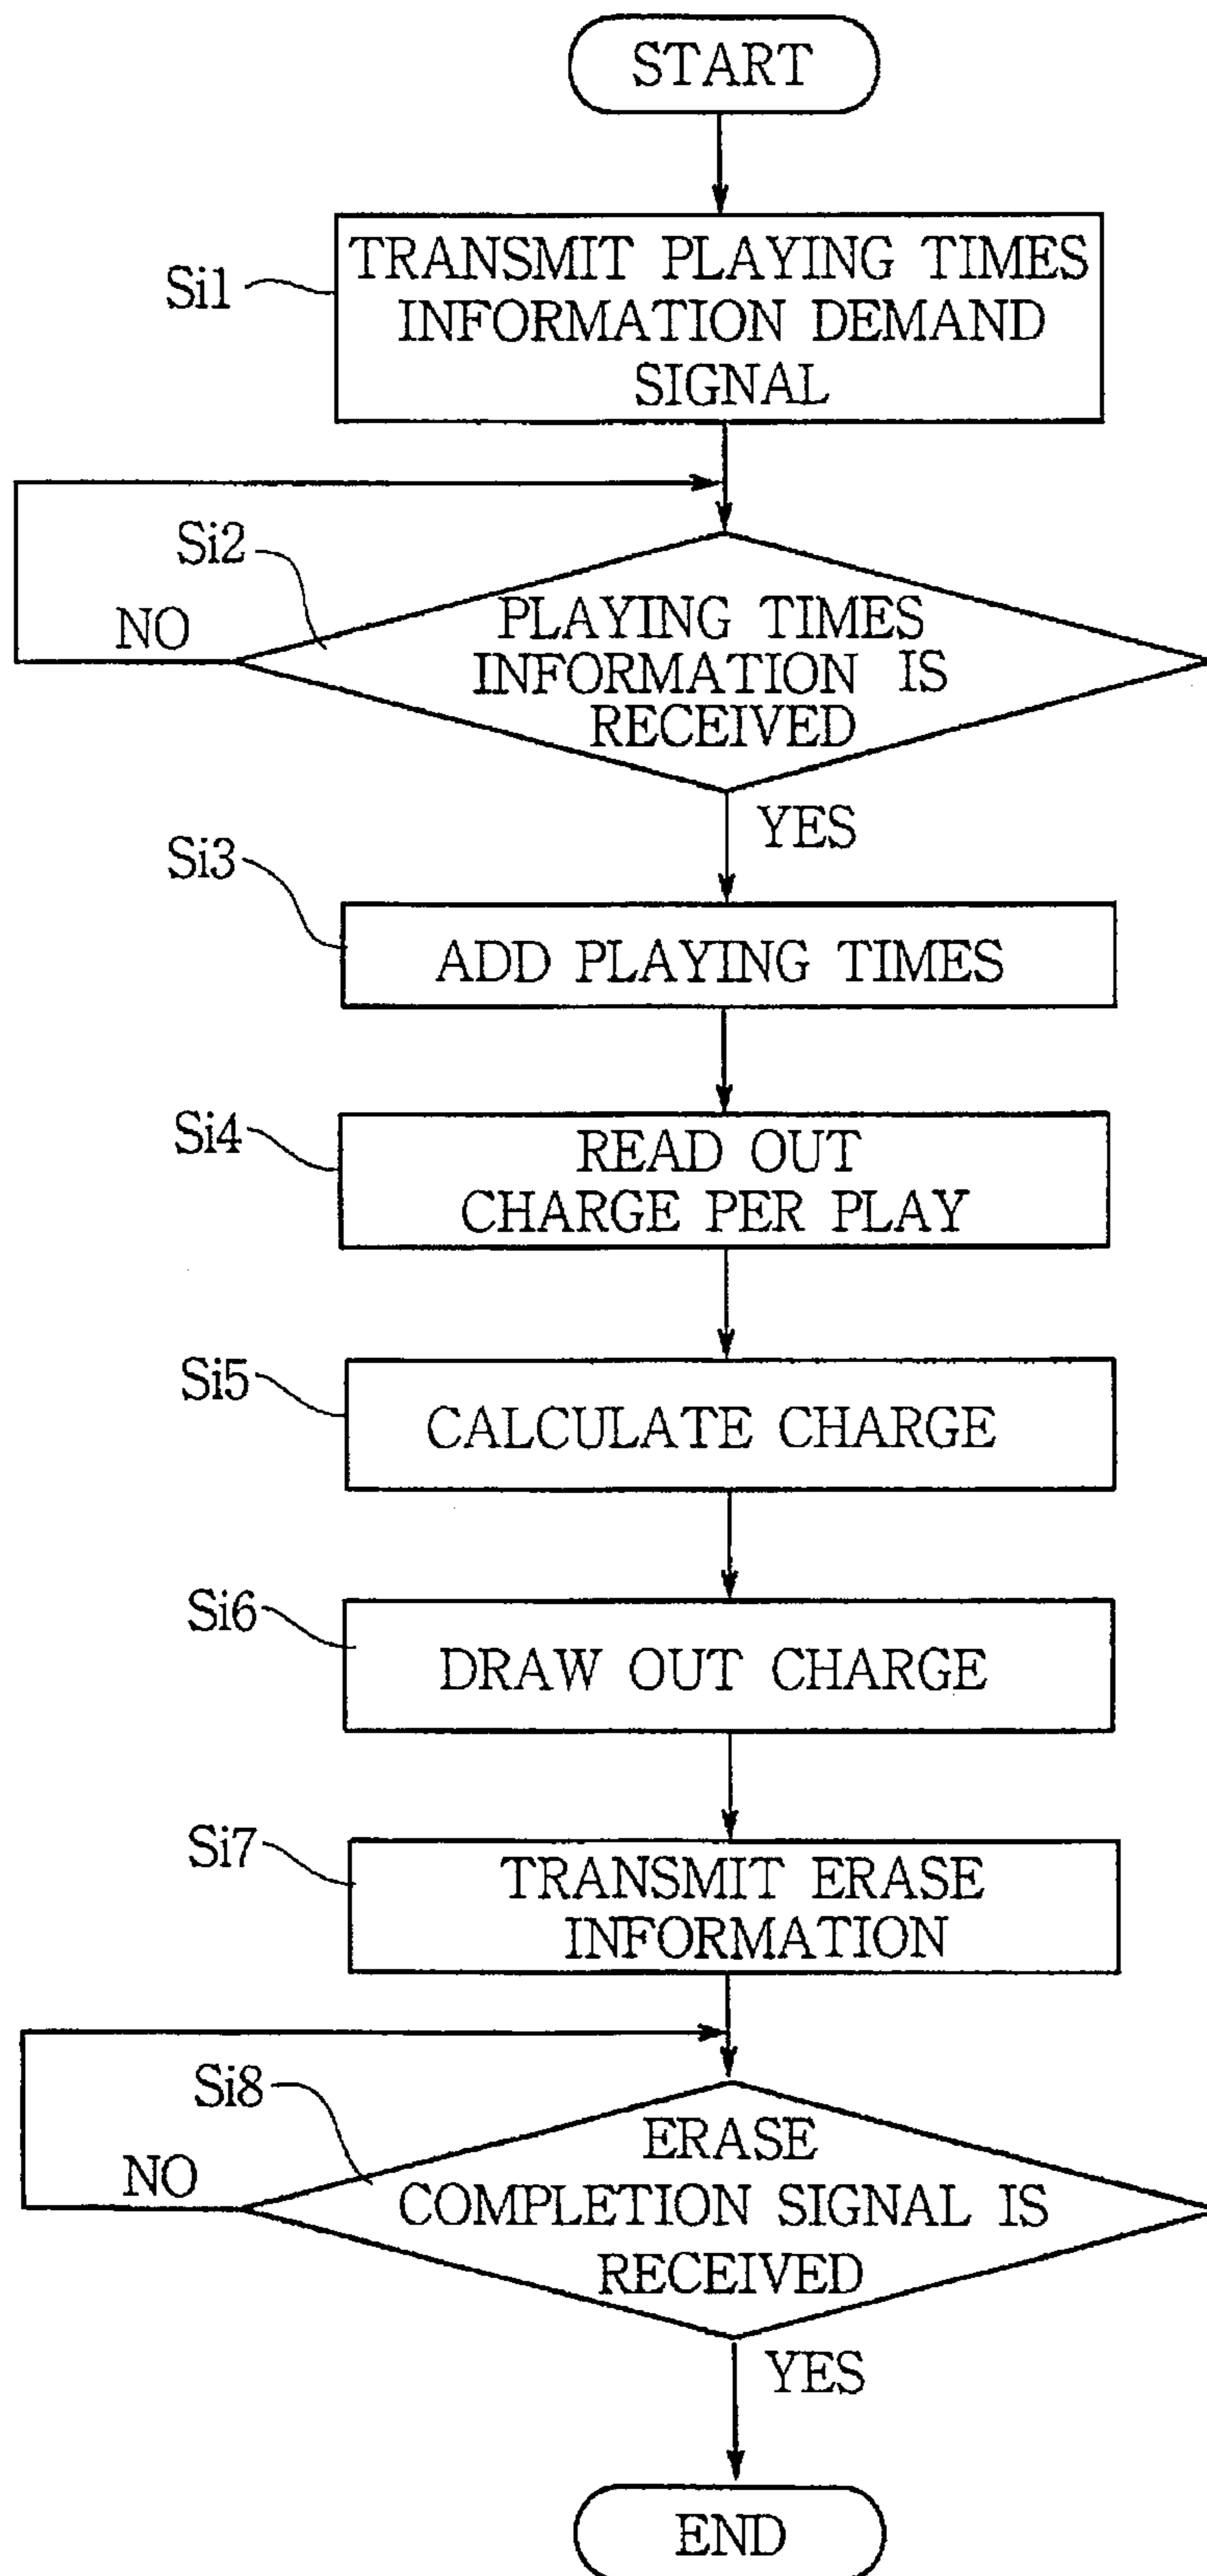 START
Si1
TRANSMIT PLAYING TIMES
INFORMATION DEMAND
SIGNAL
Si2
NO
PLAYING TIMES
INFORMATION IS
RECEIVED
YES
Si3
ADD PLAYING TIMES
Si4
READ OUT
CHARGE PER PLAY
Si5
CALCULATE CHARGE
Si6
DRAW OUT CHARGE
Si7
TRANSMIT ERASE
INFORMATION
Si8
NO
ERASE
COMPLETION SIGNAL IS
RECEIVED
YES
END